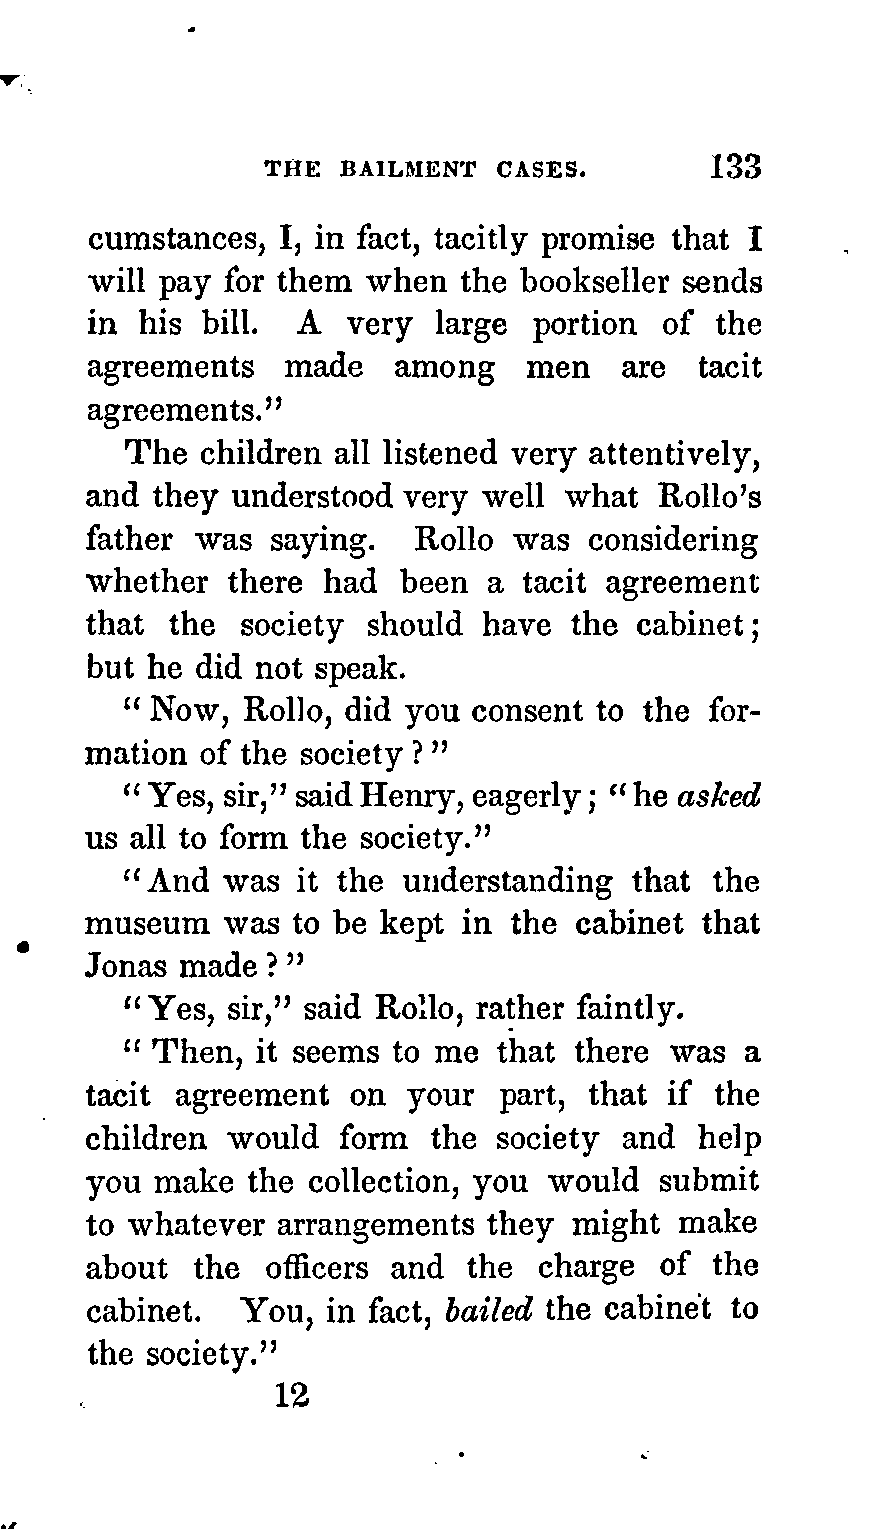 THE BAILMENT CASES. 133
cumstances, I, in fact, tacitly promise that I
will pay for them when the bookseller sends
in his bill. A very large portion of the
agreements made among men are tacit
agreements."
The children all listened very attentively,
and they understood very well what Rollo's
father was saying. Rollo was considering
whether there had been a tacit agreement
that the society should have the cabinet;
but he did not speak.
"Now, Rollo, did you consent to the for-
mation of the society?"
"Yes, sir," said Henry, eagerly; "he asked
us all to form the society."
"And was it the understanding that the
museum was to be kept in the cabinet that
Jonas made?"
"Yes, sir," said Rollo, rather faintly.
"Then, it seems to me that there was a
tacit agreement on your part, that if the
children would form the society and help
you make the collection, you would submit
to whatever arrangements they might make
about the officers and the charge of the
cabinet. You, in fact, bailed the cabinet to
the society."
12